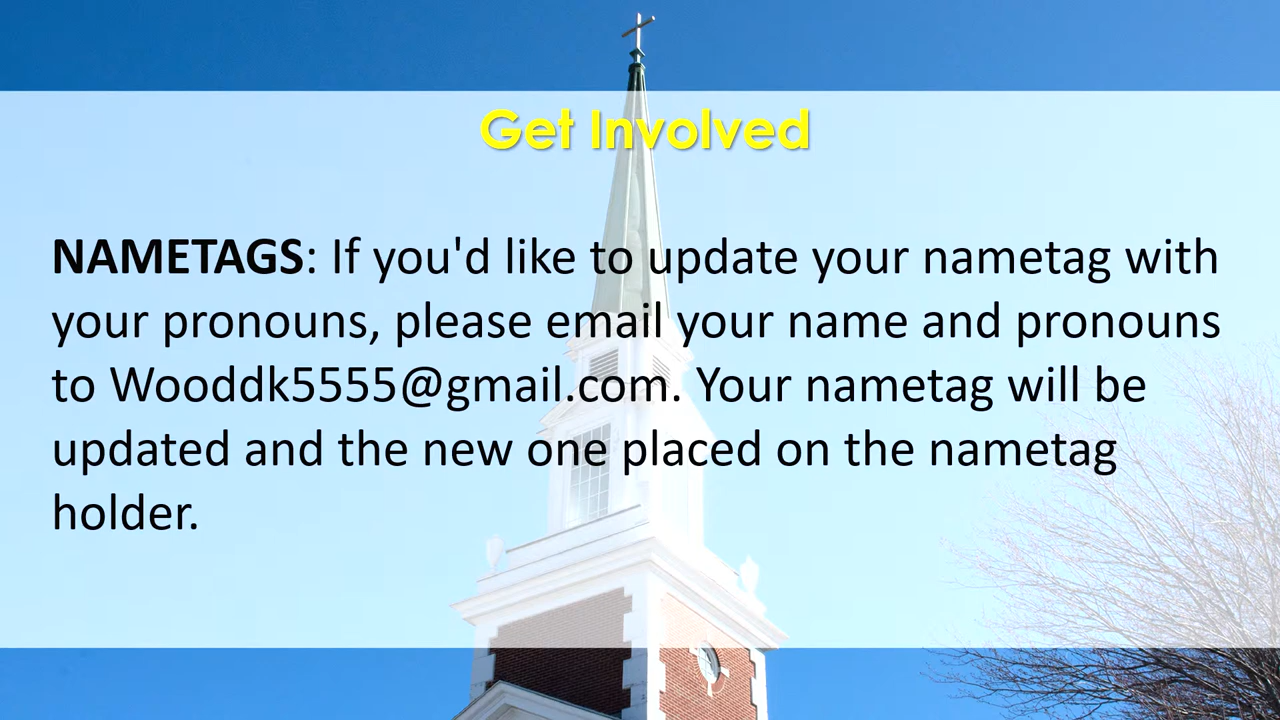 Get Involved
NAMETAGS: If you'd like to update your nametag with
your pronouns, please email your name and pronouns
to Wooddk5555@gmail.com. Your nametag will be
updated and the new one placed on the nametag
holder.